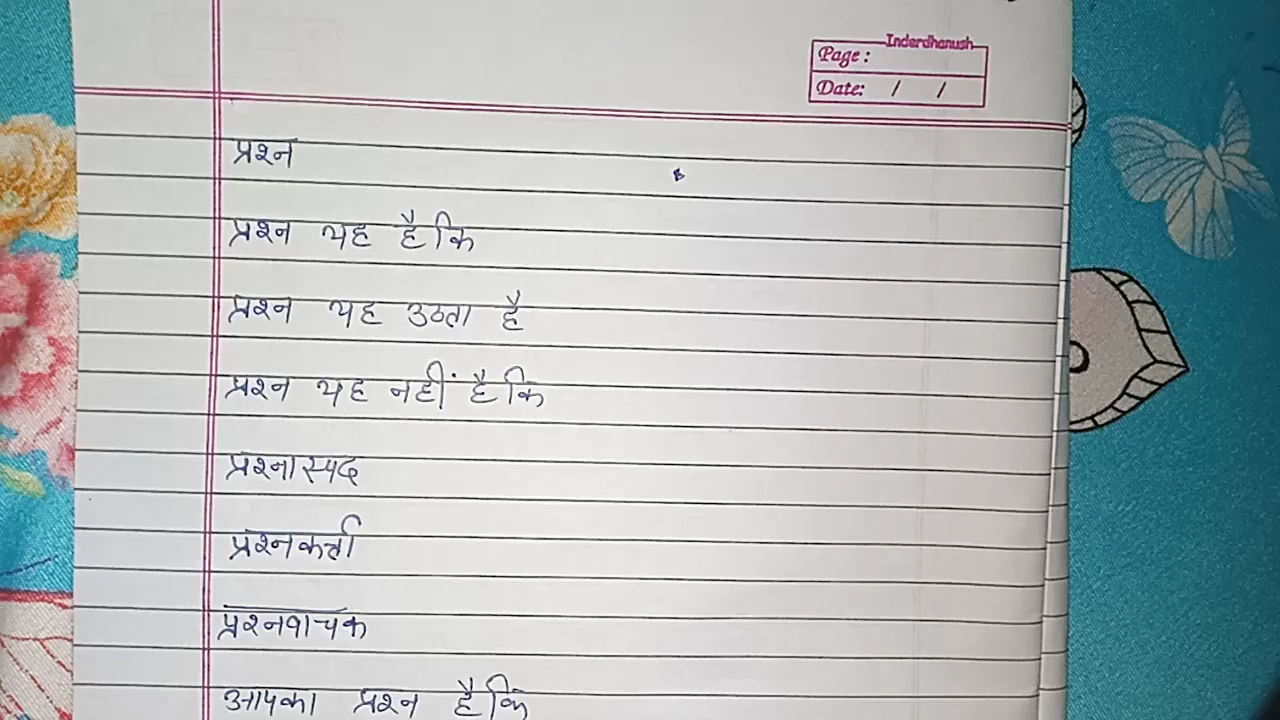 Inderdhanush
Page :
Date: / /
प्रश्न
प्रश्न यह है कि
प्रश्न यह उठता है
प्रश्न यह नहीं है कि
प्रश्नास्पद
प्रश्नकर्ता
प्रश्नवाचक
आपका प्रश्न है कि